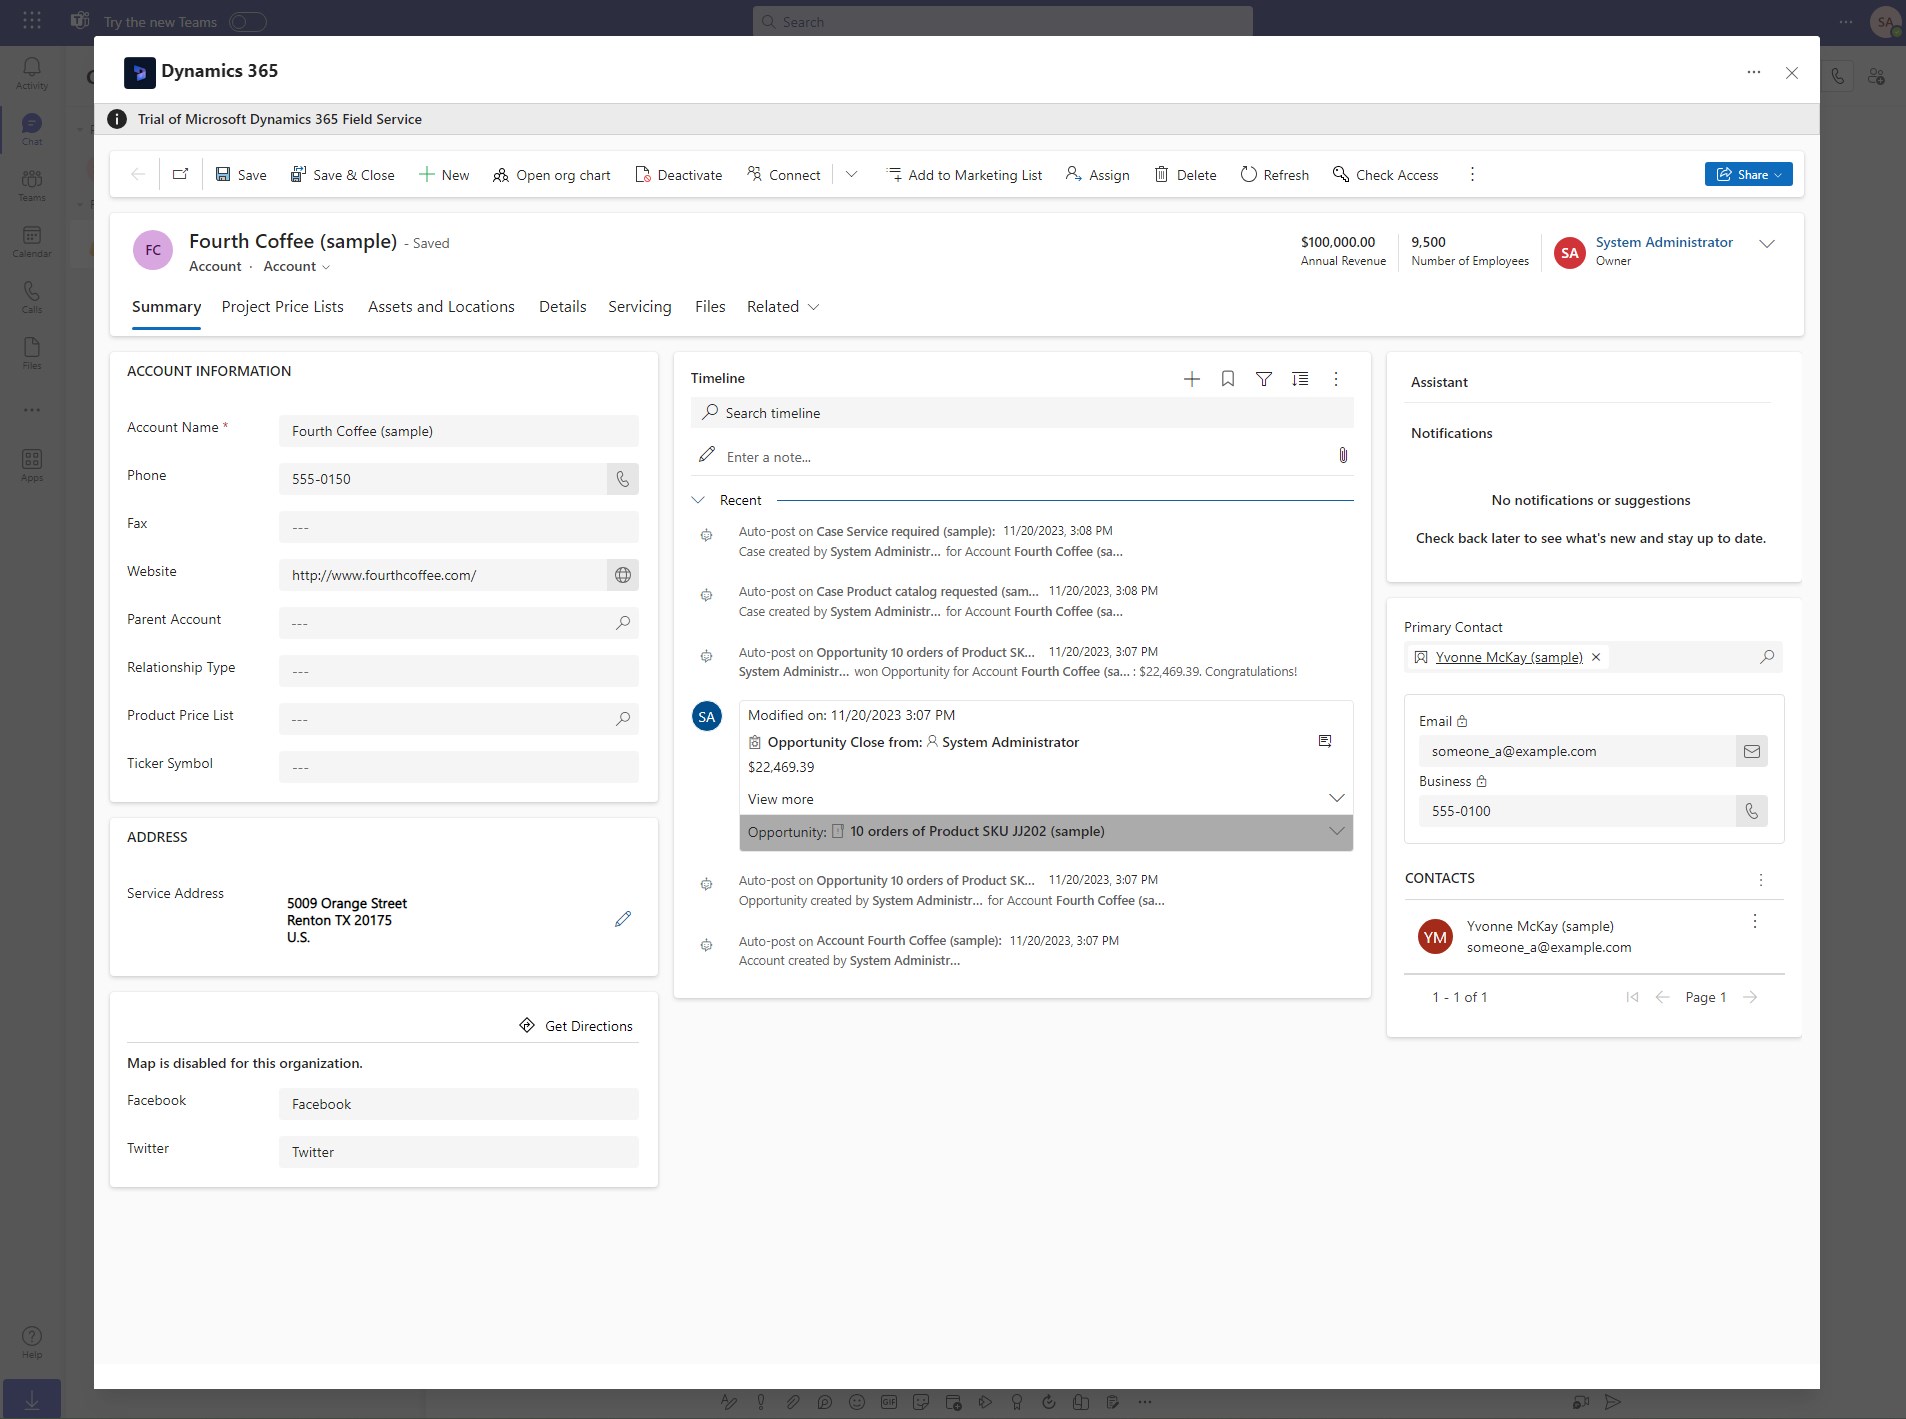 Try the new Teams
Search
SA
Activity
Chat
Teams
Calendar
Calls
Files
Apps
Help
Dynamics 365
Trial of Microsoft Dynamics 365 Field Service
Save
Save & Close
New
Open org chart
Deactivate
Connect
Add to Marketing List
Assign
Delete
Refresh
Check Access
Share
FC
Fourth Coffee (sample) - Saved
Account · Account
$100,000.00
Annual Revenue
9,500
Number of Employees
SA
System Administrator
Owner
Summary
Project Price Lists
Assets and Locations
Details
Servicing
Files
Related
ACCOUNT INFORMATION
Account Name *
Fourth Coffee (sample)
Phone
555-0150
Fax
---
Website
http://www.fourthcoffee.com/
Parent Account
---
Relationship Type
---
Product Price List
---
Ticker Symbol
---
ADDRESS
Service Address
5009 Orange Street
Renton TX 20175
U.S.
Get Directions
Map is disabled for this organization.
Facebook
Facebook
Twitter
Twitter
Timeline
Search timeline
Enter a note...
Recent
Auto-post on Case Service required (sample): 11/20/2023, 3:08 PM
Case created by System Administr... for Account Fourth Coffee (sa...
Auto-post on Case Product catalog requested (sam... 11/20/2023, 3:08 PM
Case created by System Administr... for Account Fourth Coffee (sa...
Auto-post on Opportunity 10 orders of Product SK... 11/20/2023, 3:07 PM
System Administr... won Opportunity for Account Fourth Coffee (sa... : $22,469.39. Congratulations!
SA
Modified on: 11/20/2023 3:07 PM
Opportunity Close from: System Administrator
$22,469.39
View more
Opportunity: 10 orders of Product SKU JJ202 (sample)
Auto-post on Opportunity 10 orders of Product SK... 11/20/2023, 3:07 PM
Opportunity created by System Administr... for Account Fourth Coffee (sa...
Auto-post on Account Fourth Coffee (sample): 11/20/2023, 3:07 PM
Account created by System Administr...
Assistant
Notifications
No notifications or suggestions
Check back later to see what's new and stay up to date.
Primary Contact
Yvonne McKay (sample)
Email
someone_a@example.com
Business
555-0100
CONTACTS
YM
Yvonne McKay (sample)
someone_a@example.com
1 - 1 of 1
Page 1
GIF